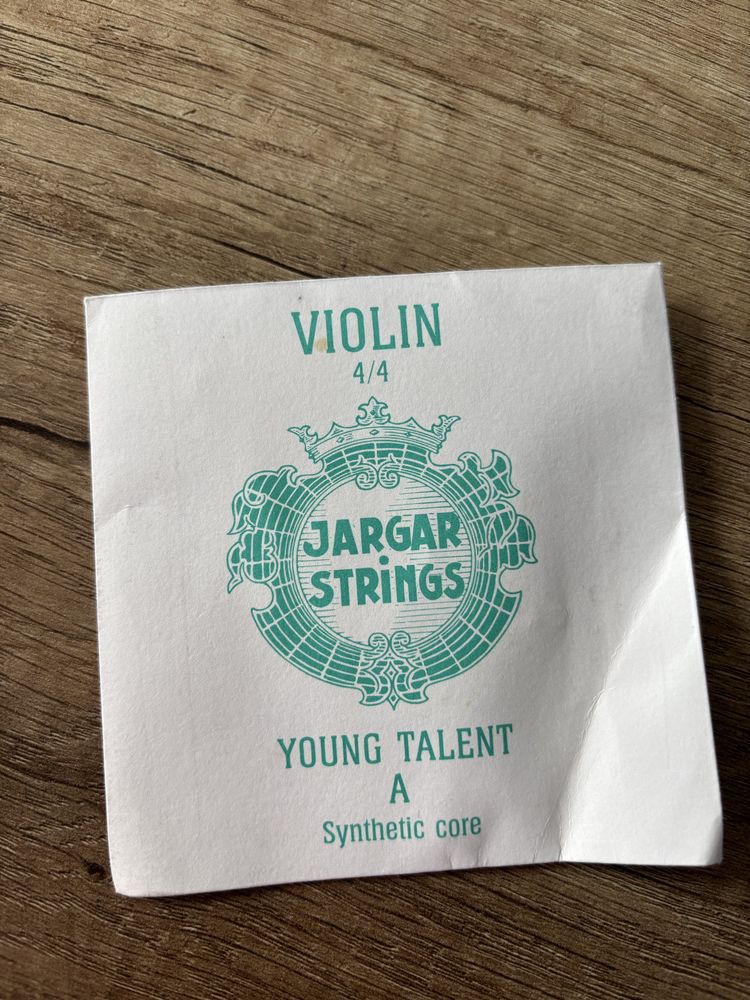 VIOLIN
4/4
JARGAR
STRiNGS
YOUNG TALENT
A
Synthetic core